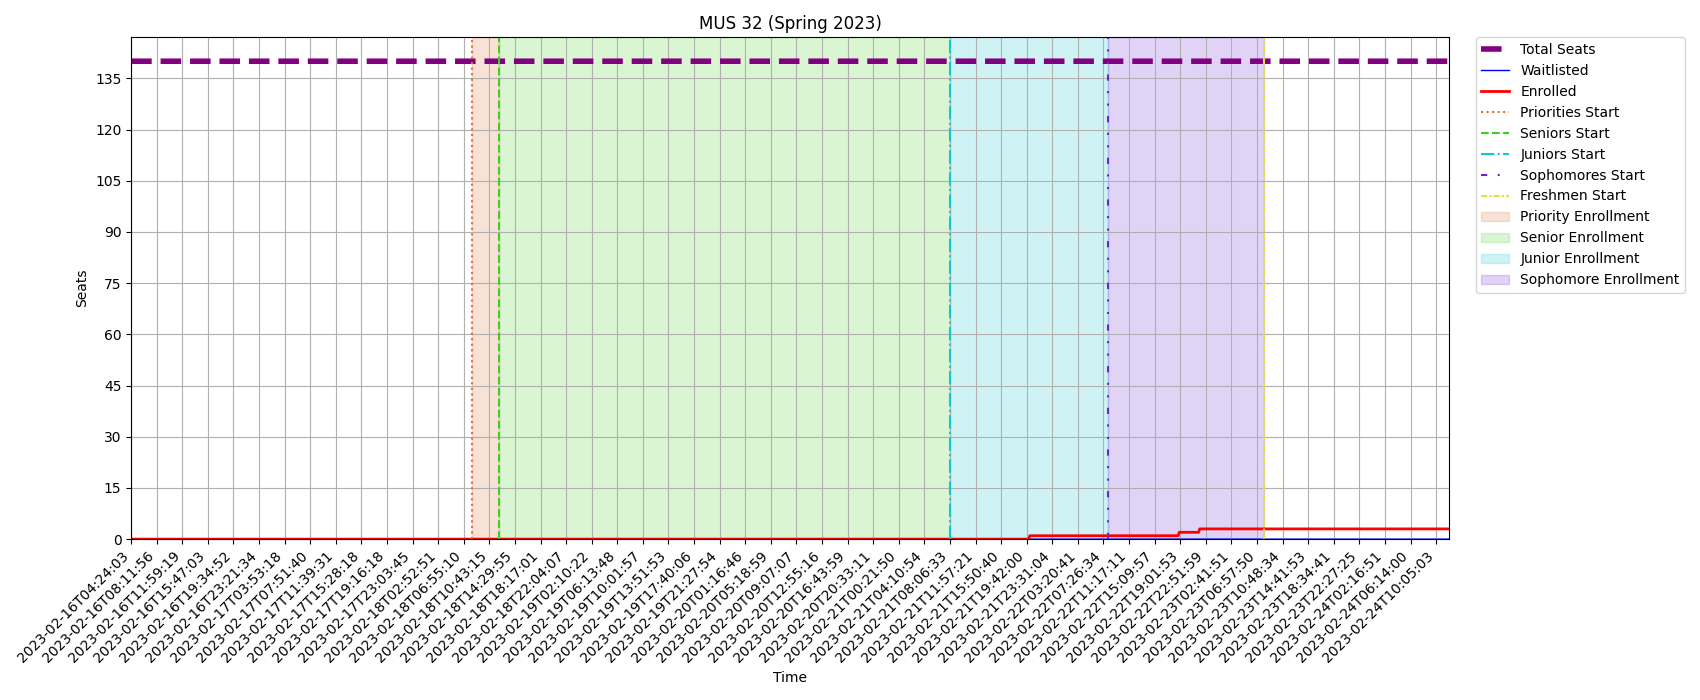 MUS 32 (Spring 2023)
Seats
135
120
105
90
75
60
45
30
15
0
2023-02-16T04:24:03
2023-02-16T08:11:56
2023-02-16T11:59:19
2023-02-16T15:47:03
2023-02-16T19:34:52
2023-02-16T23:21:34
2023-02-17T03:53:18
2023-02-17T07:51:40
2023-02-17T11:39:31
2023-02-17T15:28:18
2023-02-17T19:16:18
2023-02-17T23:03:45
2023-02-18T02:52:51
2023-02-18T06:55:10
2023-02-18T10:43:15
2023-02-18T14:29:55
2023-02-18T18:17:01
2023-02-18T22:04:07
2023-02-19T02:10:22
2023-02-19T06:13:48
2023-02-19T10:01:57
2023-02-19T13:51:53
2023-02-19T17:40:06
2023-02-19T21:27:54
2023-02-20T01:16:46
2023-02-20T05:18:59
2023-02-20T09:07:07
2023-02-20T12:55:16
2023-02-20T16:43:59
2023-02-20T20:33:11
2023-02-21T00:21:50
2023-02-21T04:10:54
2023-02-21T08:06:33
2023-02-21T11:57:21
2023-02-21T15:50:40
2023-02-21T19:42:00
2023-02-21T23:31:04
2023-02-22T03:20:41
2023-02-22T07:26:34
2023-02-22T11:17:11
2023-02-22T15:09:57
2023-02-22T19:01:53
2023-02-22T22:51:59
2023-02-23T02:41:51
2023-02-23T06:57:50
2023-02-23T10:48:34
2023-02-23T14:41:53
2023-02-23T18:34:41
2023-02-23T22:27:25
2023-02-24T02:16:51
2023-02-24T06:14:00
2023-02-24T10:05:03
Time
Total Seats
Waitlisted
Enrolled
Priorities Start
Seniors Start
Juniors Start
Sophomores Start
Freshmen Start
Priority Enrollment
Senior Enrollment
Junior Enrollment
Sophomore Enrollment